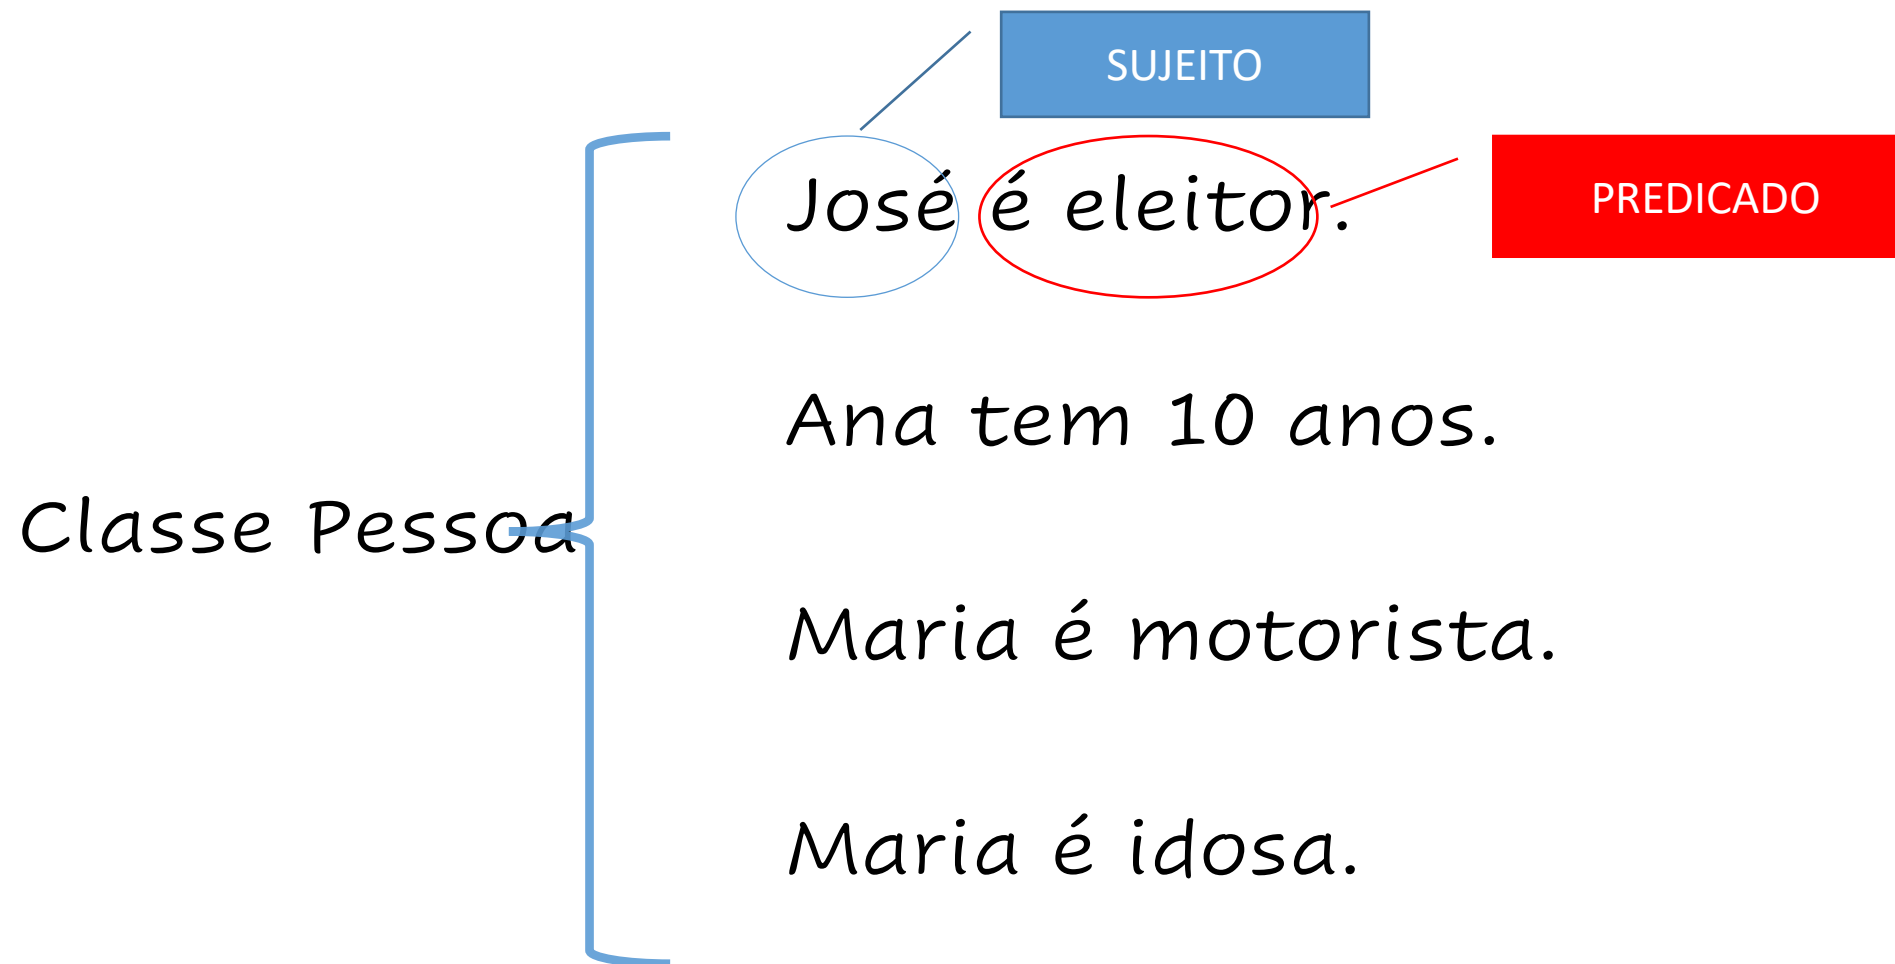 SUJEITO
PREDICADO
José é eleitor.
Ana tem 10 anos.
Classe Pessoa
Maria é motorista.
Maria é idosa.